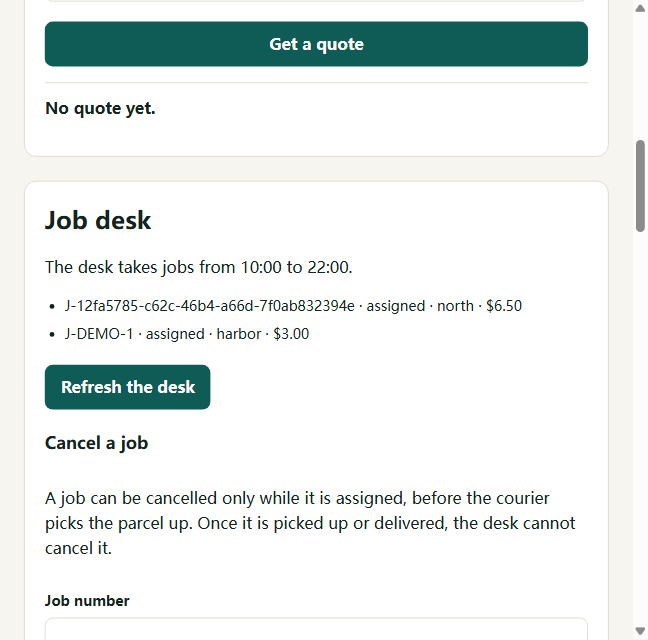 Get a quote
No quote yet.
Job desk
The desk takes jobs from 10:00 to 22:00.
• J-12fa5785-c62c-46b4-a66d-7f0ab832394e · assigned · north · $6.50
• J-DEMO-1 · assigned · harbor · $3.00
Refresh the desk
Cancel a job
A job can be cancelled only while it is assigned, before the courier
picks the parcel up. Once it is picked up or delivered, the desk cannot
cancel it.
Job number